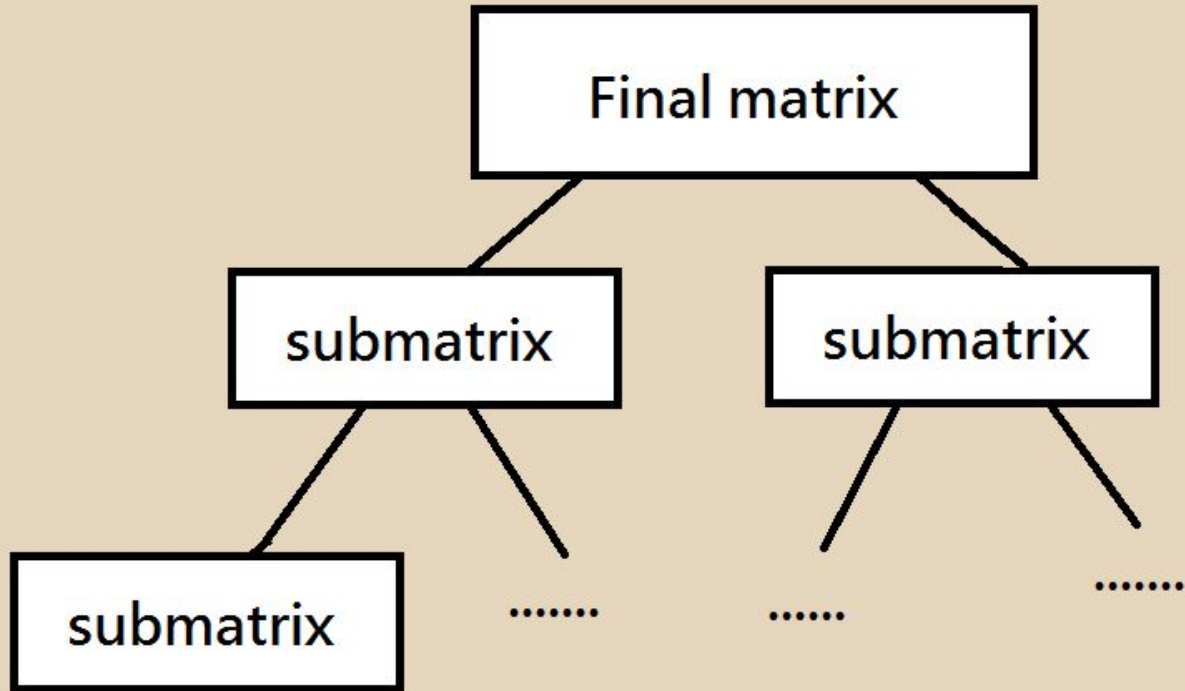 Final matrix
submatrix
submatrix
submatrix
.......
......
.......